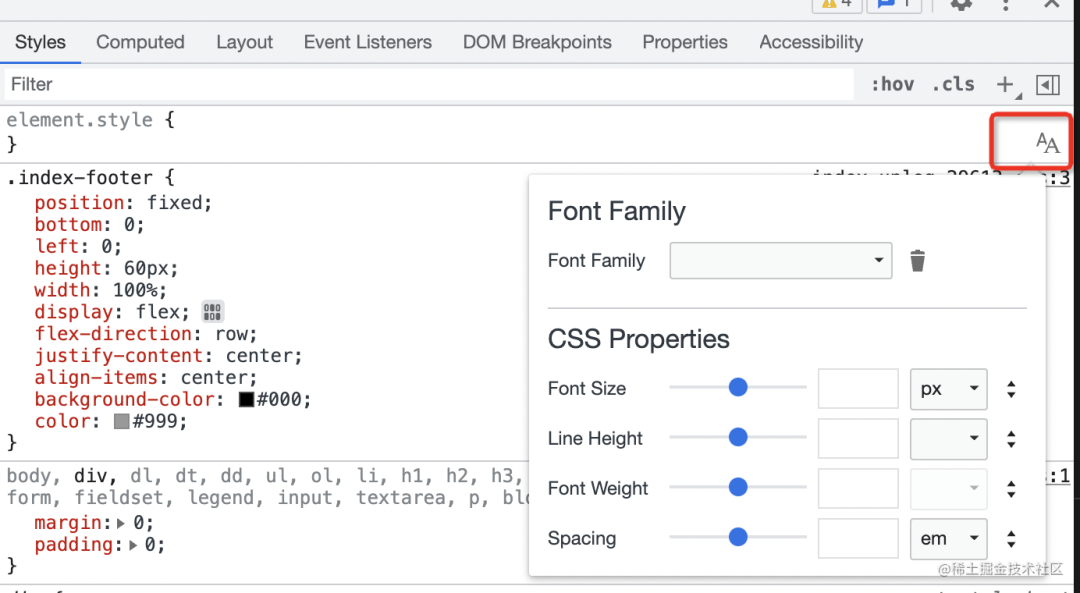 4 1
Styles Computed Layout Event Listeners DOM Breakpoints Properties Accessibility
Filter :hov .cls +
element.style {
}
AA
.index-footer { :3
position: fixed;
bottom: 0;
left: 0;
height: 60px;
width: 100%;
display: flex;
flex-direction: row;
justify-content: center;
align-items: center;
background-color: #000;
color: #999;
}
body, div, dl, dt, dd, ul, ol, li, h1, h2, h3, :1
form, fieldset, legend, input, textarea, p,
margin: 0;
padding: 0;
}
Font Family
Font Family
CSS Properties
Font Size px
Line Height
Font Weight
Spacing em
@稀土掘金技术社区